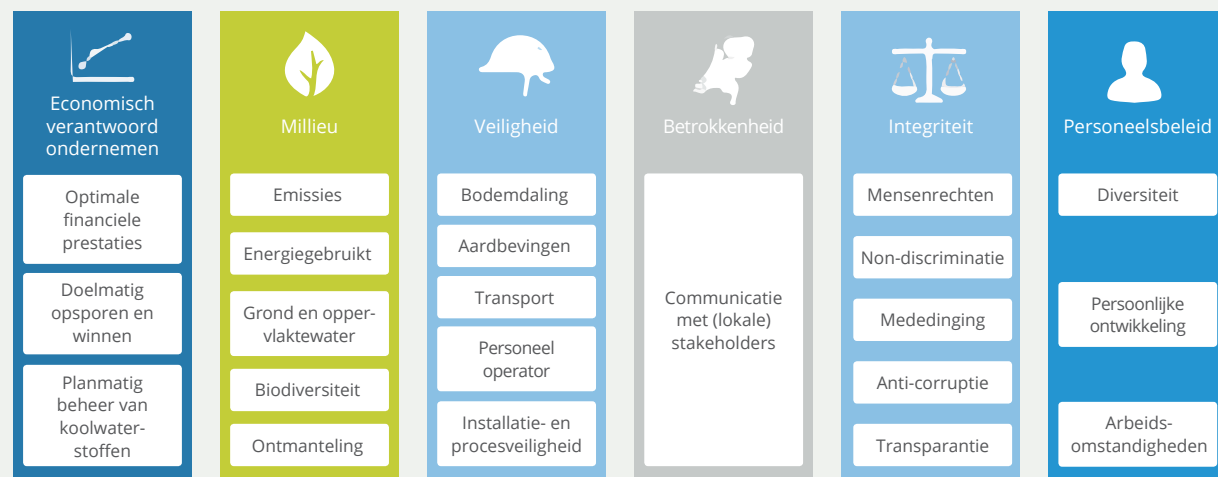 Economisch
verantwoord
ondernemen
Optimale
financiele
prestaties
Doelmatig
opsporen en
winnen
Planmatig
beheer van
koolwater-
stoffen
Millieu
Emissies
Energiegebruikt
Grond en opper-
vlaktewater
Biodiversiteit
Ontmanteling
Veiligheid
Bodemdaling
Aardbevingen
Transport
Personeel
operator
Installatie- en
procesveiligheid
Betrokkenheid
Communicatie
met (lokale)
stakeholders
Integriteit
Mensenrechten
Non-discriminatie
Mededinging
Anti-corruptie
Transparantie
Personeelsbeleid
Diversiteit
Persoonlijke
ontwikkeling
Arbeids-
omstandigheden